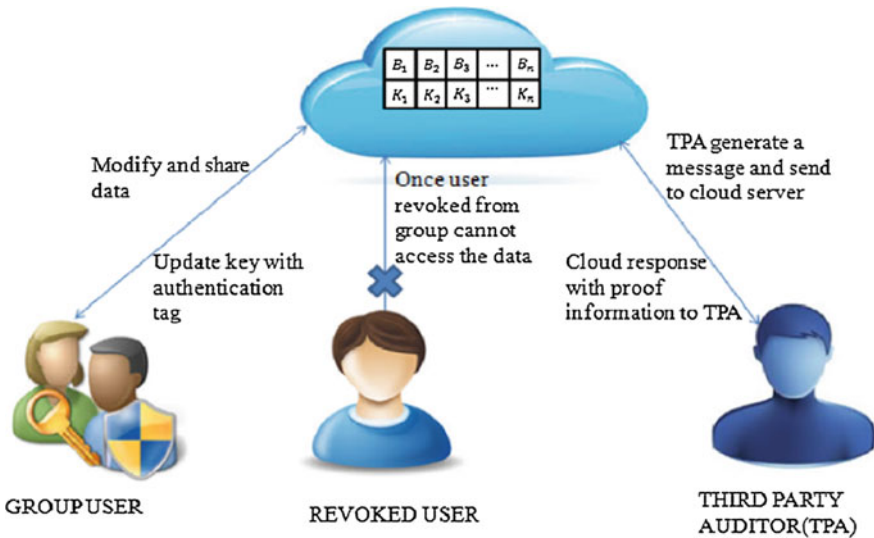 B₁ B₂ B₃ ... Bₙ
K₁ K₂ K₃ ... Kₙ
Modify and share
data
Update key with
authentication
tag
Once user
revoked from
group cannot
access the data
TPA generate a
message and send
to cloud server
Cloud response
with proof
information to TPA
GROUP USER
REVOKED USER
THIRD PARTY
AUDITOR(TPA)